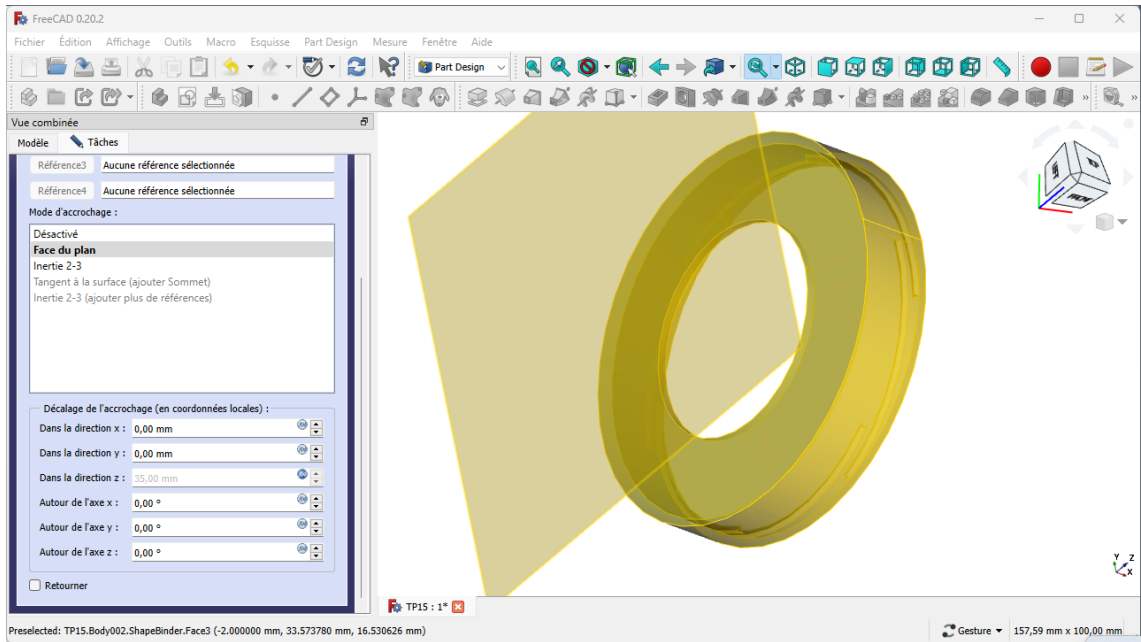 FreeCAD 0.20.2
Fichier Édition Affichage Outils Macro Esquisse Part Design Mesure Fenêtre Aide
Part Design
Vue combinée
Modèle Tâches
Référence3 Aucune référence sélectionnée
Référence4 Aucune référence sélectionnée
Mode d'accrochage :
Désactivé
Face du plan
Inertie 2-3
Tangent à la surface (ajouter Sommet)
Inertie 2-3 (ajouter plus de références)
Décalage de l'accrochage (en coordonnées locales) :
Dans la direction x : 0,00 mm
Dans la direction y : 0,00 mm
Dans la direction z : 35,00 mm
Autour de l'axe x : 0,00 °
Autour de l'axe y : 0,00 °
Autour de l'axe z : 0,00 °
Retourner
Y Z
X
TP15 : 1*
Preselected: TP15.Body002.ShapeBinder.Face3 (-2.000000 mm, 33.573780 mm, 16.530626 mm)
Gesture 157,59 mm x 100,00 mm